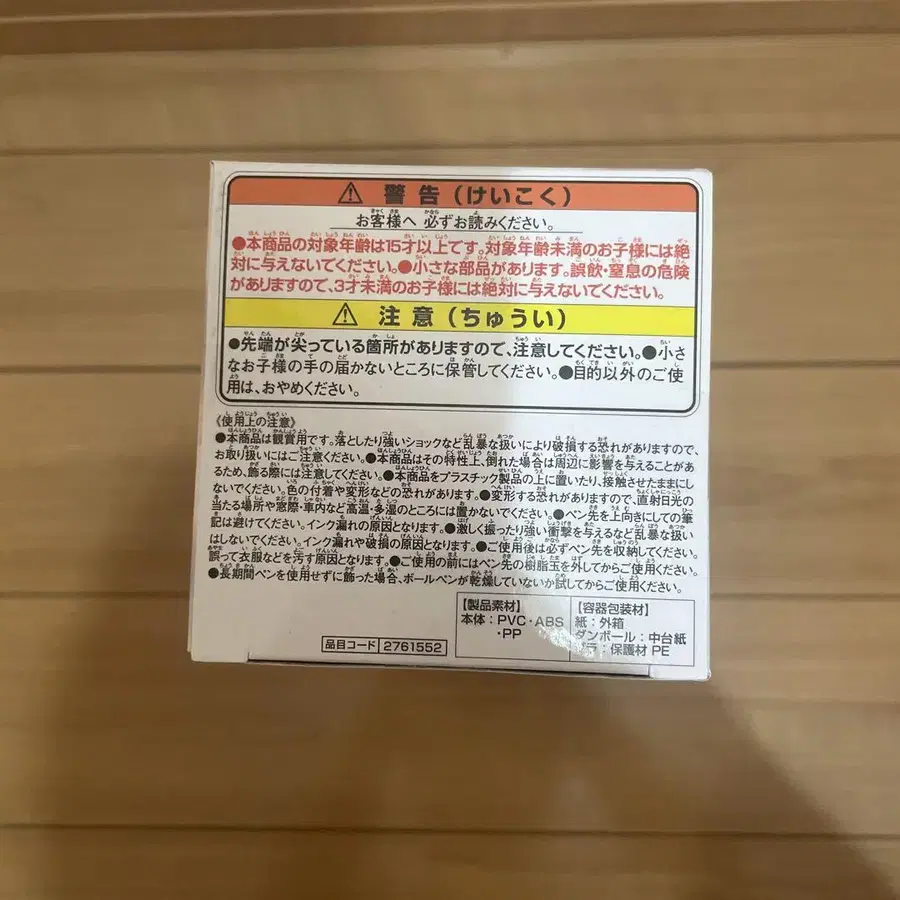 ⚠ 警告(けいこく)
お客様へ 必ずお読みください。
●本商品の対象年齢は15才以上です。対象年齢未満のお子様には絶
対に与えないでください。●小さな部品があります。誤飲・窒息の危険
がありますので、3才未満のお子様には絶対に与えないでください。
⚠ 注意(ちゅうい)
●先端が尖っている箇所がありますので、注意してください。●小さ
なお子様の手の届かないところに保管してください。●目的以外のご使
用は、おやめください。
《使用上の注意》
●本商品は観賞用です。落としたり強いショックなど乱暴な扱いにより破損する恐れがありますので、
お取り扱いにはご注意ください。●本商品はその特性上、倒れた場合は周辺に影響を与えることがあ
るため、飾る際には注意してください。●本商品をプラスチック製品の上に置いたり、接触させたままにし
ないでください。色の付着や変形などの恐れがあります。●変形する恐れがありますので、直射日光の
当たる場所や窓際・車内など高温・多湿のところには置かないでください。●ペン先を上向きにしての筆
記は避けてください。インク漏れの原因となります。●激しく振ったり強い衝撃を与えるなど乱暴な扱い
はしないでください。インク漏れや破損の原因となります。●ご使用後は必ずペン先を収納してください。
誤って衣服などを汚す原因となります。●ご使用の前にはペン先の樹脂玉を外してからご使用ください。
●長期間ペンを使用せずに飾った場合、ボールペンが乾燥していないか試してからご使用ください。
【製品素材】
本体:PVC・ABS
・PP
【容器包装材】
紙:外箱
ダンボール:中台紙
プラ:保護材 PE
品目コード 2761552